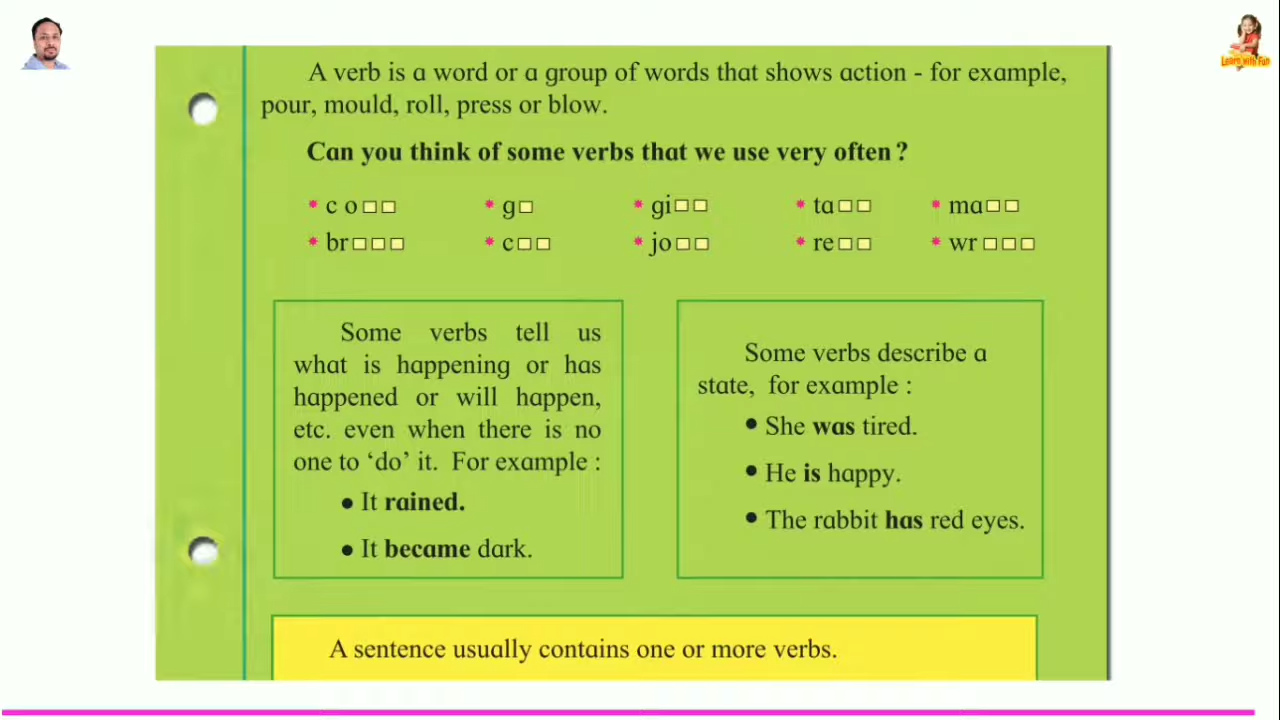 Learn with Fun
A verb is a word or a group of words that shows action - for example,
pour, mould, roll, press or blow.
Can you think of some verbs that we use very often?
* c o□□ * g□ * gi□□ * ta□□ * ma□□
* br□□□ * c□□ * jo□□ * re□□ * wr □□□
Some verbs tell us
what is happening or has
happened or will happen,
etc. even when there is no
one to ‘do’ it. For example :
• It rained.
• It became dark.
Some verbs describe a
state, for example :
• She was tired.
• He is happy.
• The rabbit has red eyes.
A sentence usually contains one or more verbs.